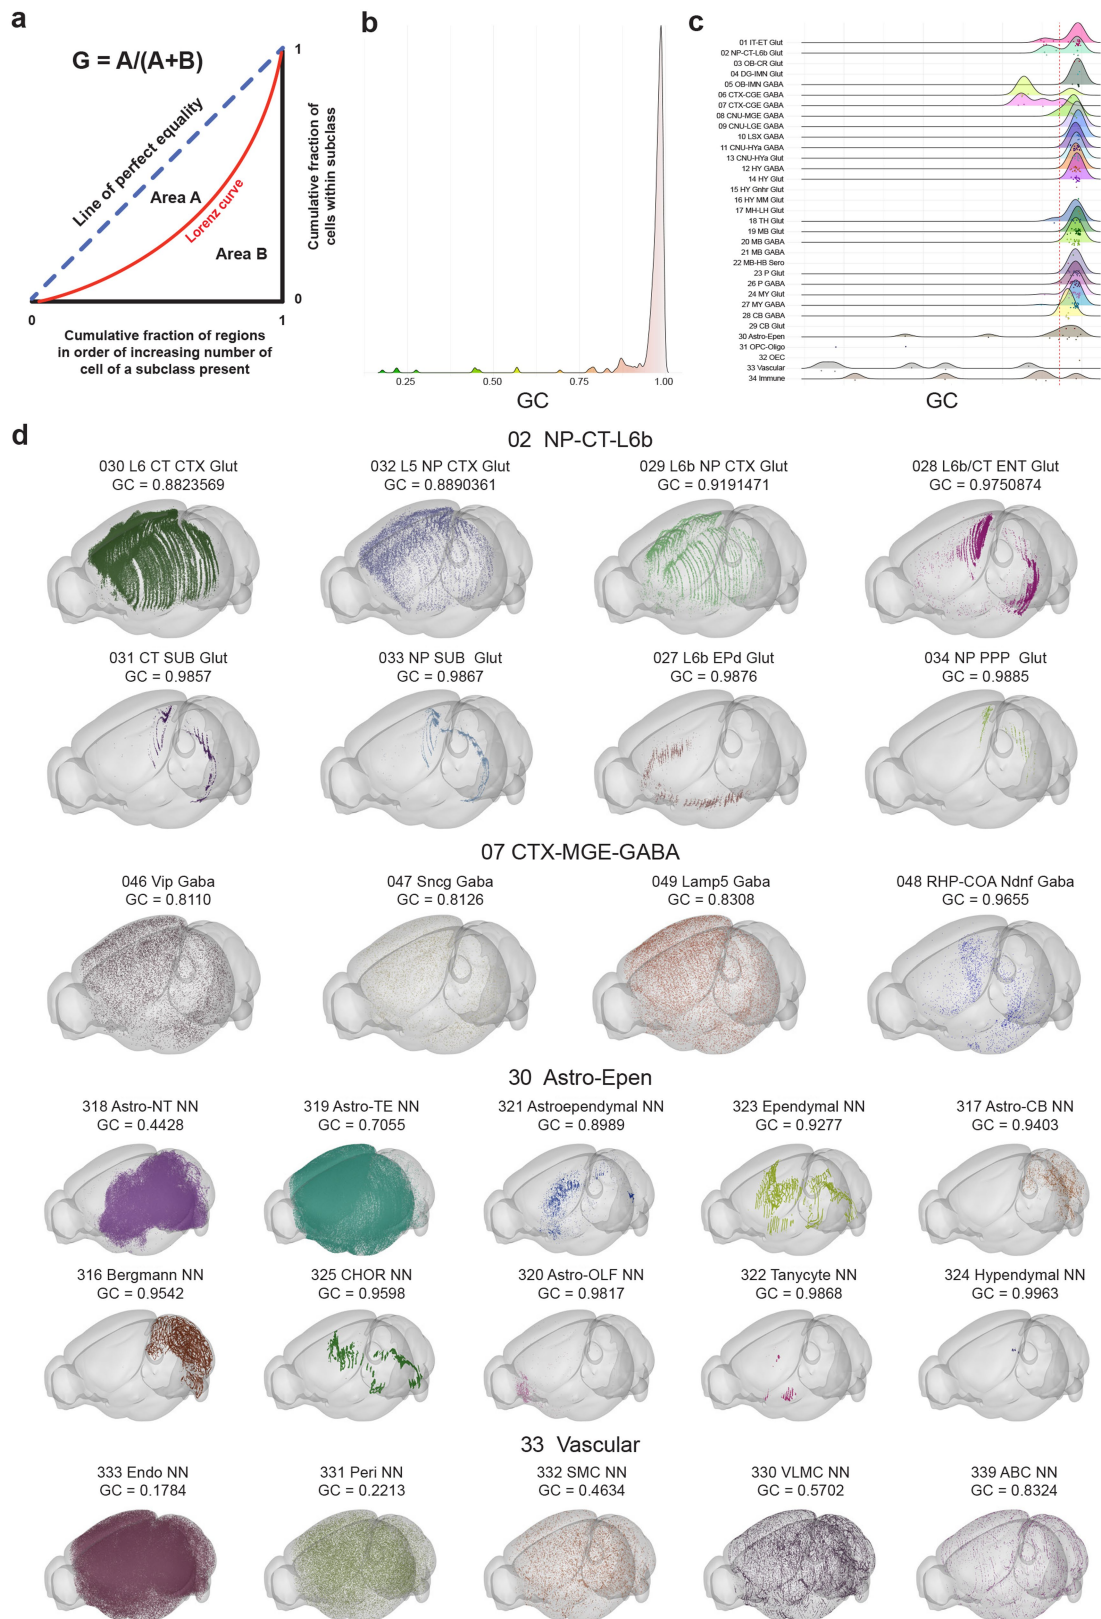 a
G = A/(A+B)
Line of perfect equality
Area A
Lorenz curve
Area B
1
0
Cumulative fraction of
cells within subclass
0
1
Cumulative fraction of regions
in order of increasing number of
cell of a subclass present
b
0.25
0.50
0.75
1.00
GC
c
01 IT-ET Glut
02 NP-CT-L6b Glut
03 OB-CR Glut
04 DG-IMN Glut
05 OB-IMN GABA
06 CTX-CGE GABA
07 CTX-CGE GABA
08 CNU-MGE GABA
09 CNU-LGE GABA
10 LSX GABA
11 CNU-HYa GABA
13 CNU-HYa Glut
12 HY GABA
14 HY Glut
15 HY Gnhr Glut
16 HY MM Glut
17 MH-LH Glut
18 TH Glut
19 MB Glut
20 MB GABA
21 MB GABA
22 MB-HB Sero
23 P Glut
26 P GABA
24 MY Glut
27 MY GABA
28 CB GABA
29 CB Glut
30 Astro-Epen
31 OPC-Oligo
32 OEC
33 Vascular
34 Immune
GC
d
02 NP-CT-L6b
030 L6 CT CTX Glut
GC = 0.8823569
032 L5 NP CTX Glut
GC = 0.8890361
029 L6b NP CTX Glut
GC = 0.9191471
028 L6b/CT ENT Glut
GC = 0.9750874
031 CT SUB Glut
GC = 0.9857
033 NP SUB Glut
GC = 0.9867
027 L6b EPd Glut
GC = 0.9876
034 NP PPP Glut
GC = 0.9885
07 CTX-MGE-GABA
046 Vip Gaba
GC = 0.8110
047 Sncg Gaba
GC = 0.8126
049 Lamp5 Gaba
GC = 0.8308
048 RHP-COA Ndnf Gaba
GC = 0.9655
30 Astro-Epen
318 Astro-NT NN
GC = 0.4428
319 Astro-TE NN
GC = 0.7055
321 Astroependymal NN
GC = 0.8989
323 Ependymal NN
GC = 0.9277
317 Astro-CB NN
GC = 0.9403
316 Bergmann NN
GC = 0.9542
325 CHOR NN
GC = 0.9598
320 Astro-OLF NN
GC = 0.9817
322 Tanycyte NN
GC = 0.9868
324 Hypendymal NN
GC = 0.9963
33 Vascular
333 Endo NN
GC = 0.1784
331 Peri NN
GC = 0.2213
332 SMC NN
GC = 0.4634
330 VLMC NN
GC = 0.5702
339 ABC NN
GC = 0.8324